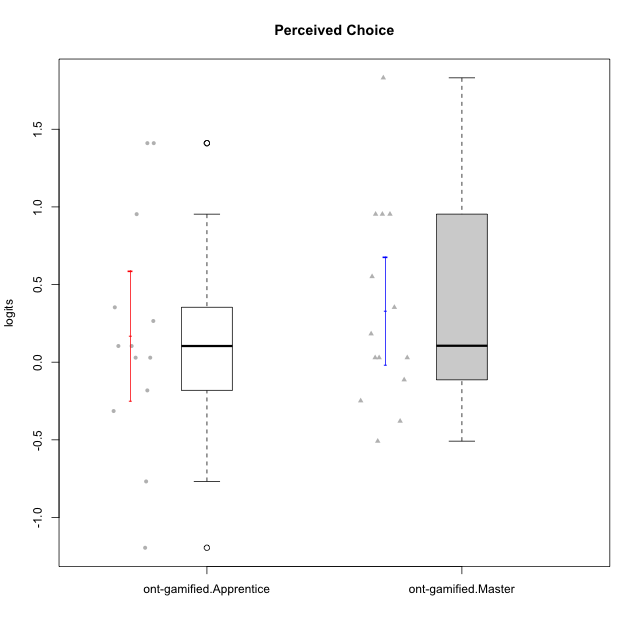 Perceived Choice
logits
1.5
1.0
0.5
0.0
-0.5
-1.0
ont-gamified.Apprentice
ont-gamified.Master